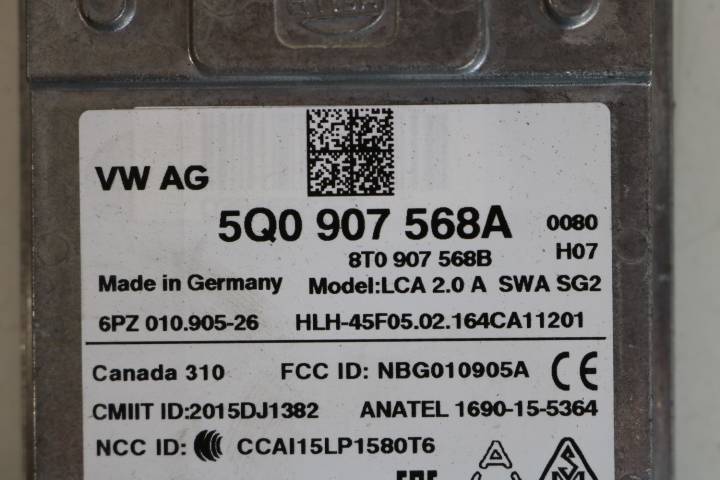 VW AG
5Q0 907 568A 0080
8T0 907 568B H07
Made in Germany Model:LCA 2.0 A SWA SG2
6PZ 010.905-26 HLH-45F05.02.164CA11201
Canada 310 FCC ID: NBG010905A CE
CMIIT ID:2015DJ1382 ANATEL 1690-15-5364
NCC ID: CCAI15LP1580T6